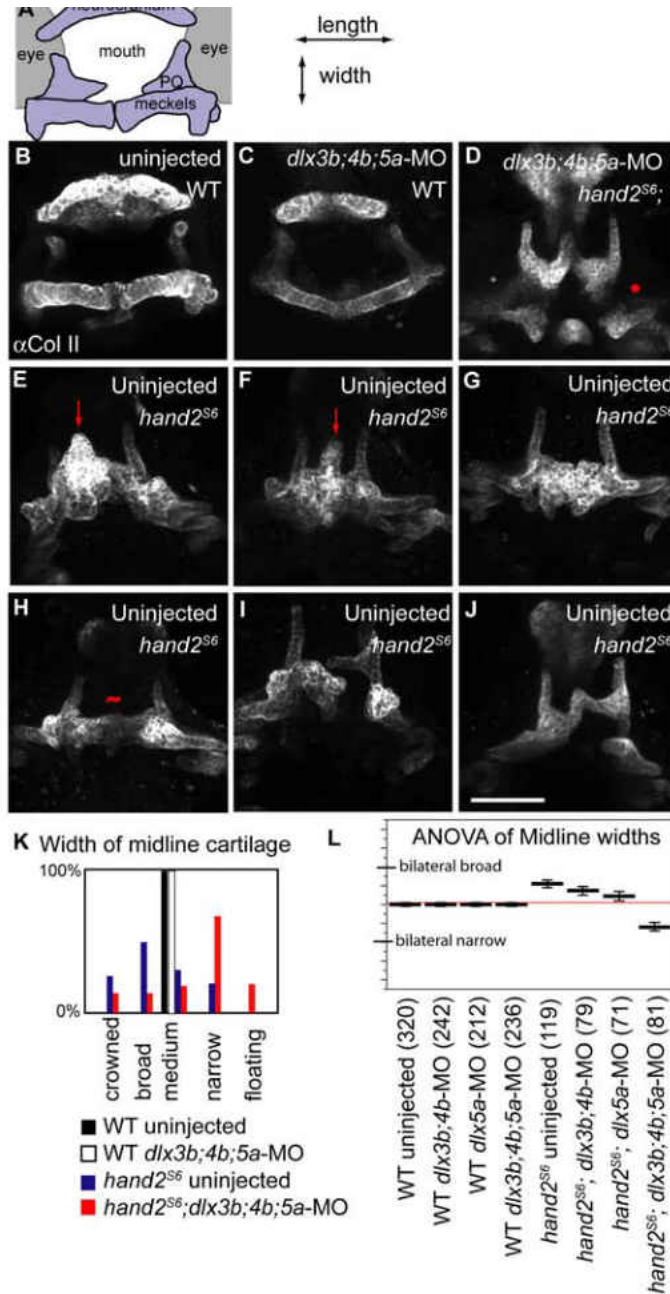 A
neurocranium
eye
mouth
eye
PQ
meckels
length
width
B
uninjected
WT
αCol II
C
dlx3b;4b;5a-MO
WT
D
dlx3b;4b;5a-MO
hand2S6;
E
Uninjected
hand2S6
F
Uninjected
hand2S6
G
Uninjected
hand2S6
H
Uninjected
hand2S6
~
I
Uninjected
hand2S6
J
Uninjected
hand2S6
K Width of midline cartilage
100%
0%
crowned
broad
medium
narrow
floating
WT uninjected
WT dlx3b;4b;5a-MO
hand2S6 uninjected
hand2S6;dlx3b;4b;5a-MO
L ANOVA of Midline widths
bilateral broad
bilateral narrow
WT uninjected (320)
WT dlx3b;4b-MO (242)
WT dlx5a-MO (212)
WT dlx3b;4b;5a-MO (236)
hand2S6 uninjected (119)
hand2S6; dlx3b;4b-MO (79)
hand2S6; dlx5a-MO (71)
hand2S6; dlx3b;4b;5a-MO (81)